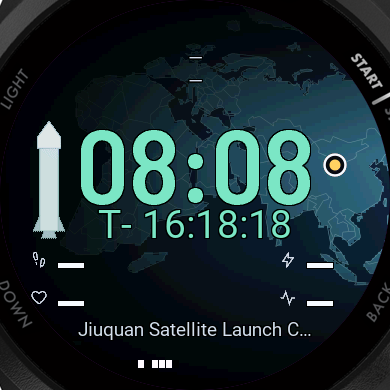 LIGHT
START
08:08
T- 16:18:18
DOWN
BACK
Jiuquan Satellite Launch C...